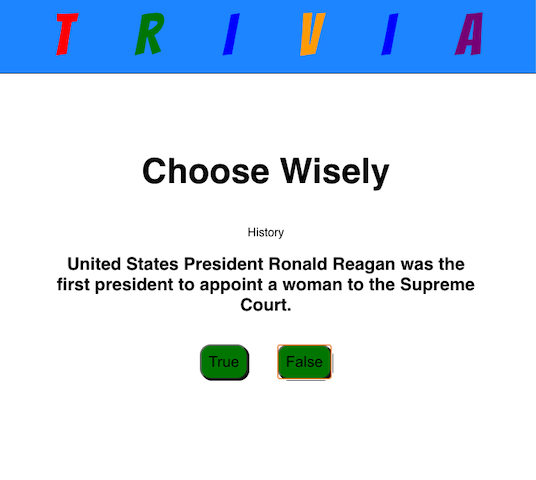 T R I V I A
Choose Wisely
History
United States President Ronald Reagan was the
first president to appoint a woman to the Supreme
Court.
True False